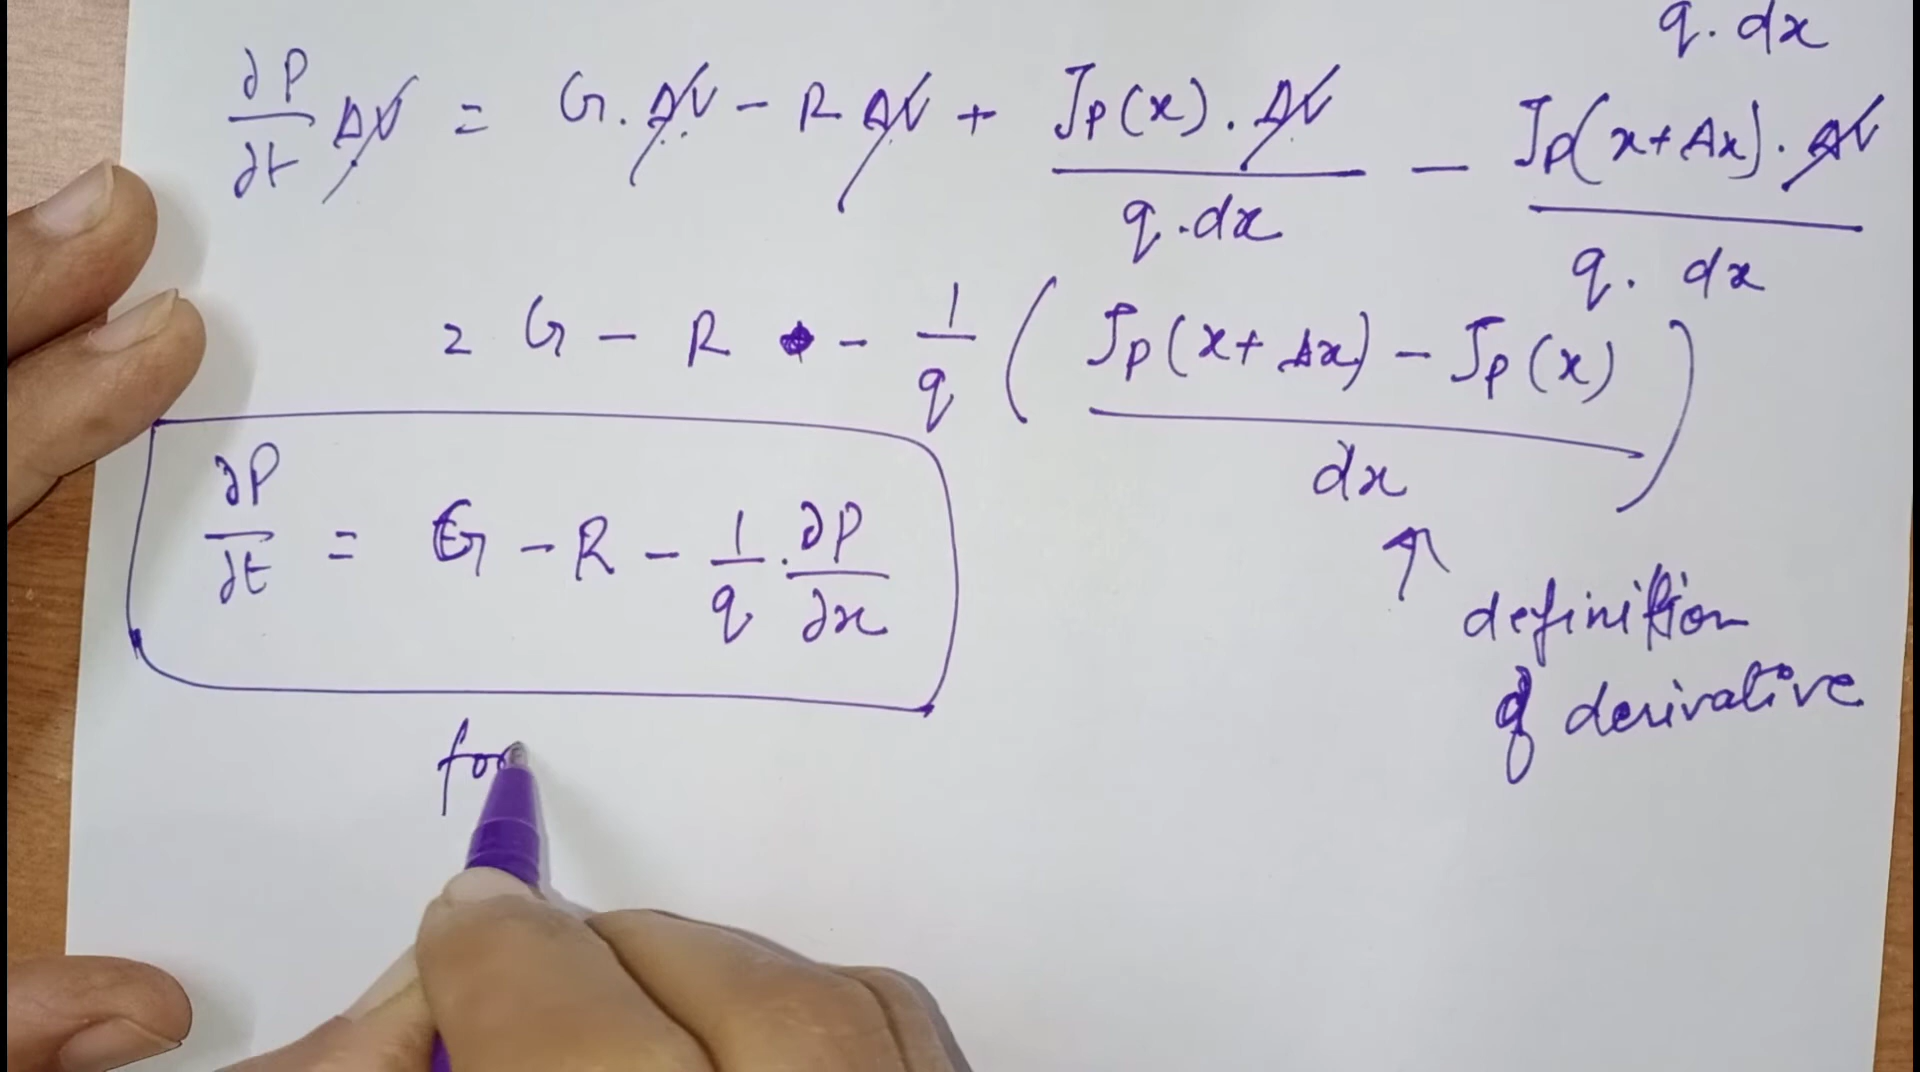 q. dx
∂P/∂t ΔV = G. ΔV - R ΔV + Jp(x). ΔV / q.dx - Jp(x+Δx). ΔV / q. dx
= G - R - 1/q ( Jp(x+Δx) - Jp(x) / dx )
∂P/∂t = G - R - 1/q . ∂P/∂x
definition
of derivative
for